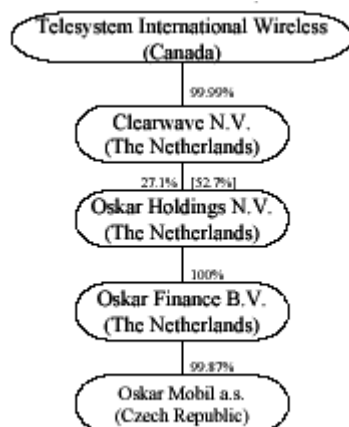 Telesystem International Wireless
(Canada)
99.99%
Clearwave N.V.
(The Netherlands)
27.1% [52.7%]
Oskar Holdings N.V.
(The Netherlands)
100%
Oskar Finance B.V.
(The Netherlands)
99.87%
Oskar Mobil a.s.
(Czech Republic)